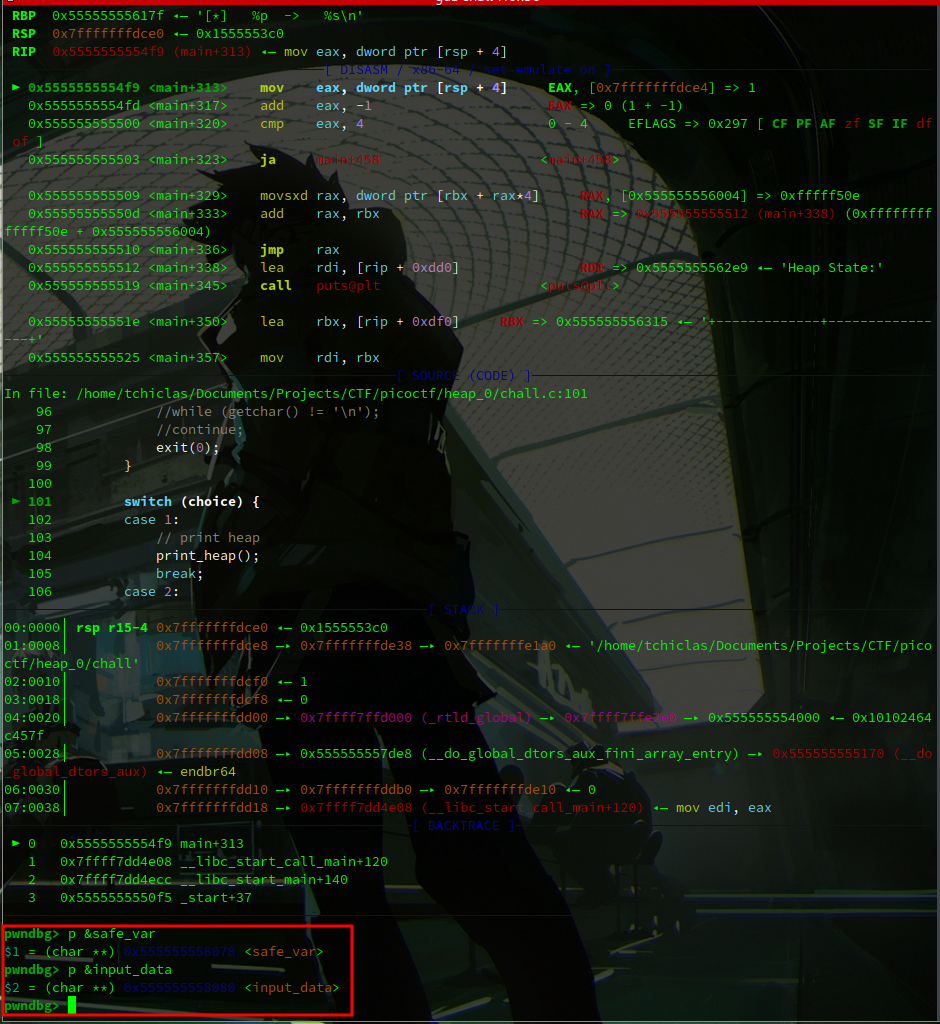 RBP  0x55555555617f ◂— '[*]   %p  ->   %s\n'
RSP  0x7fffffffdce0 ◂— 0x1555553c0
RIP  0x5555555554f9 (main+313) ◂— mov eax, dword ptr [rsp + 4]
[ DISASM / x86-64 / set emulate on ]
► 0x5555555554f9 <main+313>    mov    eax, dword ptr [rsp + 4]     EAX, [0x7fffffffdce4] => 1
0x5555555554fd <main+317>    add    eax, -1                      EAX => 0 (1 + -1)
0x555555555500 <main+320>    cmp    eax, 4                       0 - 4     EFLAGS => 0x297 [ CF PF AF zf SF IF df
of ]
0x555555555503 <main+323>    ja     main+458                    <main+458>
0x555555555509 <main+329>    movsxd rax, dword ptr [rbx + rax*4]     RAX, [0x555555556004] => 0xfffff50e
0x55555555550d <main+333>    add    rax, rbx                         RAX => 0x555555555512 (main+338) (0xffffffff
fffff50e + 0x555555556004)
0x555555555510 <main+336>    jmp    rax
0x555555555512 <main+338>    lea    rdi, [rip + 0xdd0]               RDI => 0x5555555562e9 ◂— 'Heap State:'
0x555555555519 <main+345>    call   puts@plt                    <puts@plt>
0x55555555551e <main+350>    lea    rbx, [rip + 0xdf0]     RBX => 0x555555556315 ◂— '+-------------+----------------
---+'
0x555555555525 <main+357>    mov    rdi, rbx
[ SOURCE (CODE) ]
In file: /home/tchiclas/Documents/Projects/CTF/picoctf/heap_0/chall.c:101
96             //while (getchar() != '\n');
97             //continue;
98             exit(0);
99         }
100
► 101         switch (choice) {
102         case 1:
103             // print heap
104             print_heap();
105             break;
106         case 2:
[ STACK ]
00:0000│ rsp r15-4 0x7fffffffdce0 ◂— 0x1555553c0
01:0008│           0x7fffffffdce8 —▸ 0x7fffffffde38 —▸ 0x7fffffffe1a0 ◂— '/home/tchiclas/Documents/Projects/CTF/pico
ctf/heap_0/chall'
02:0010│           0x7fffffffdcf0 ◂— 1
03:0018│           0x7fffffffdcf8 ◂— 0
04:0020│           0x7fffffffdd00 —▸ 0x7ffff7ffd000 (_rtld_global) —▸ 0x7ffff7ffe2e0 —▸ 0x555555554000 ◂— 0x10102464
c457f
05:0028│           0x7fffffffdd08 —▸ 0x555555557de8 (__do_global_dtors_aux_fini_array_entry) —▸ 0x555555555170 (__do
_global_dtors_aux) ◂— endbr64
06:0030│           0x7fffffffdd10 —▸ 0x7fffffffddb0 —▸ 0x7fffffffde10 ◂— 0
07:0038│           0x7fffffffdd18 —▸ 0x7ffff7dd4e08 (__libc_start_call_main+120) ◂— mov edi, eax
[ BACKTRACE ]
► 0   0x5555555554f9 main+313
1   0x7ffff7dd4e08 __libc_start_call_main+120
2   0x7ffff7dd4ecc __libc_start_main+140
3   0x5555555550f5 _start+37
pwndbg> p &safe_var
$1 = (char **) 0x555555558078 <safe_var>
pwndbg> p &input_data
$2 = (char **) 0x555555558080 <input_data>
pwndbg>